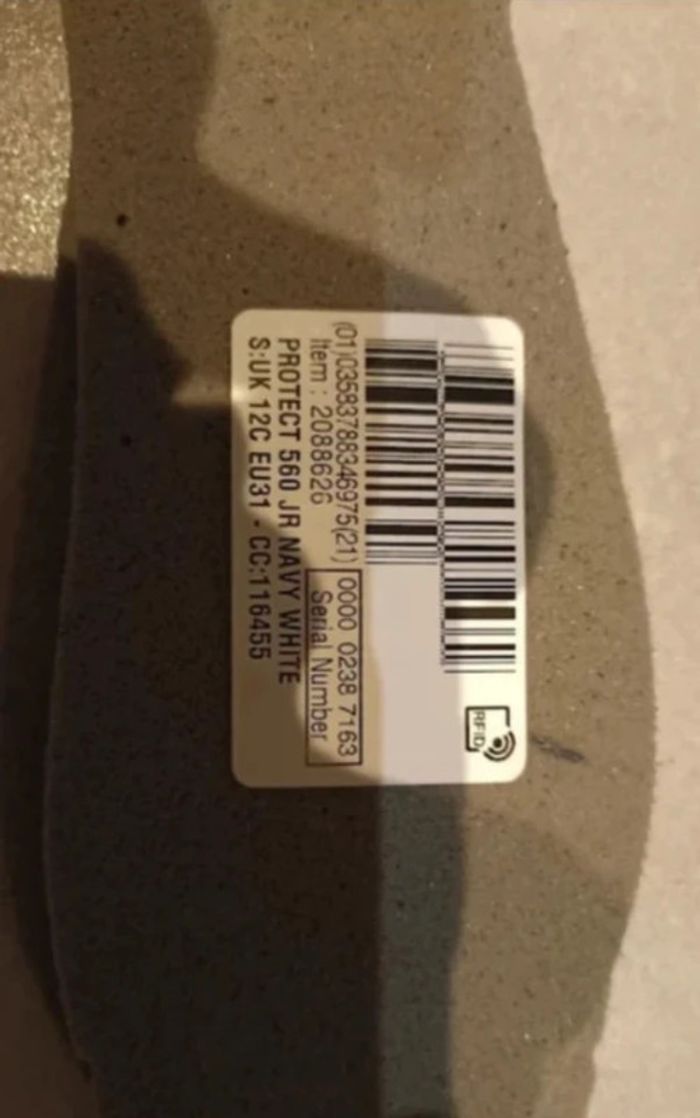 RFID
(01)03583788346975(21) 0000 0238 7163
Item : 2088626 Serial Number
PROTECT 560 JR NAVY WHITE
S:UK 12C EU31 - CC:116455